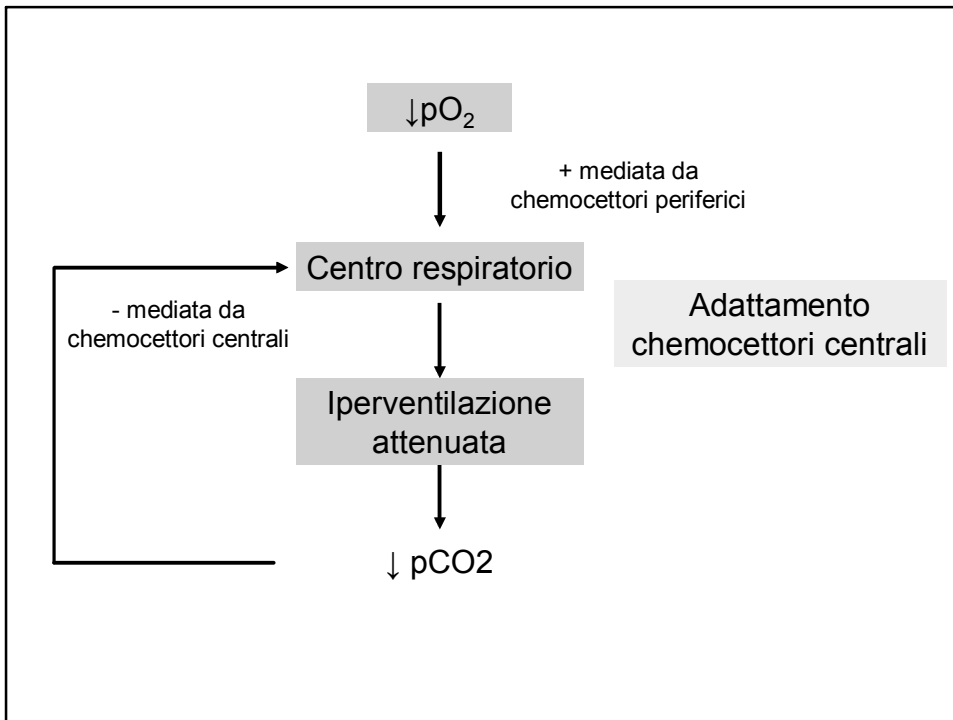 ↓pO₂
+ mediata da
chemocettori periferici
Centro respiratorio
- mediata da
chemocettori centrali
Adattamento
chemocettori centrali
Iperventilazione
attenuata
↓ pCO2